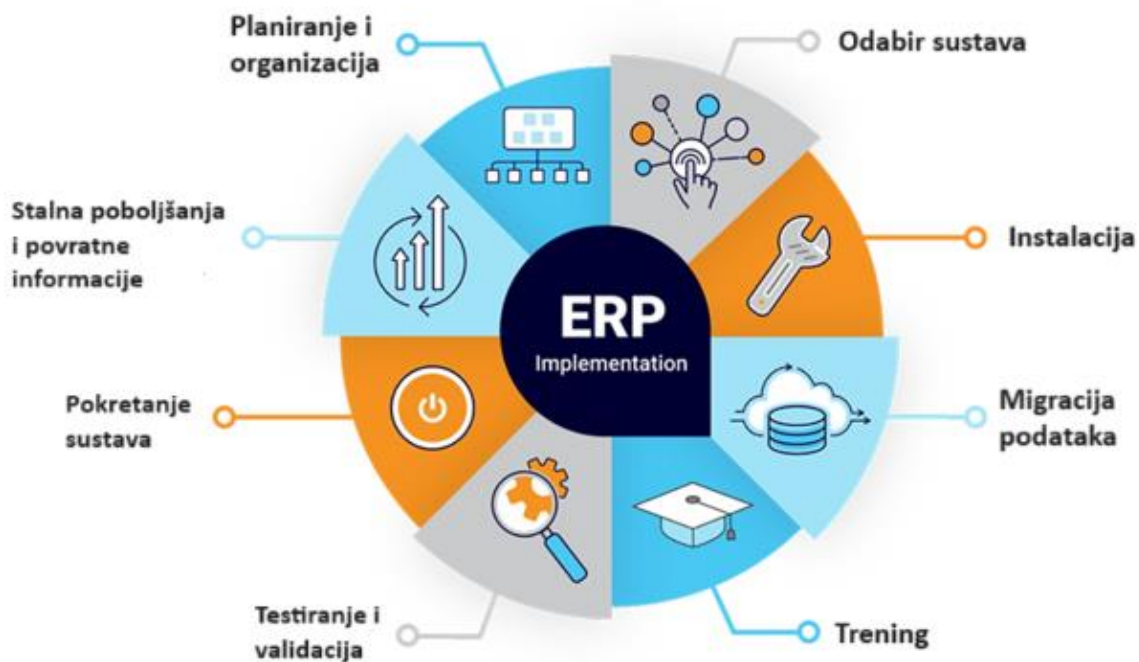 Planiranje i
organizacija
Odabir sustava
Stalna poboljšanja
i povratne
informacije
Instalacija
ERP
Implementation
Pokretanje
sustava
Migracija
podataka
Testiranje i
validacija
Trening